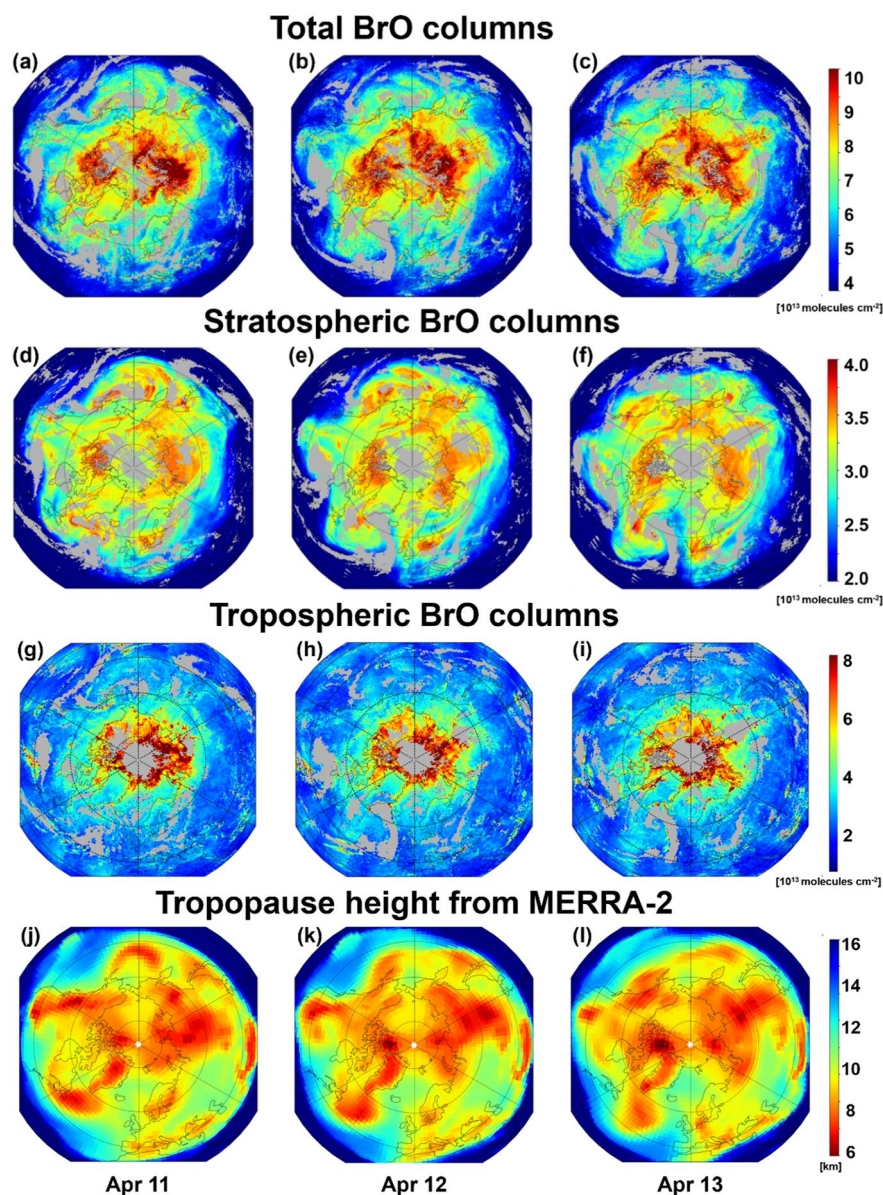 Total BrO columns
(a) (b) (c)
10
9
8
7
6
5
4
[10¹³ molecules cm⁻²]
Stratospheric BrO columns
(d) (e) (f)
4.0
3.5
3.0
2.5
2.0
[10¹³ molecules cm⁻²]
Tropospheric BrO columns
(g) (h) (i)
8
6
4
2
[10¹³ molecules cm⁻²]
Tropopause height from MERRA-2
(j) (k) (l)
16
14
12
10
8
6
[km]
Apr 11 Apr 12 Apr 13